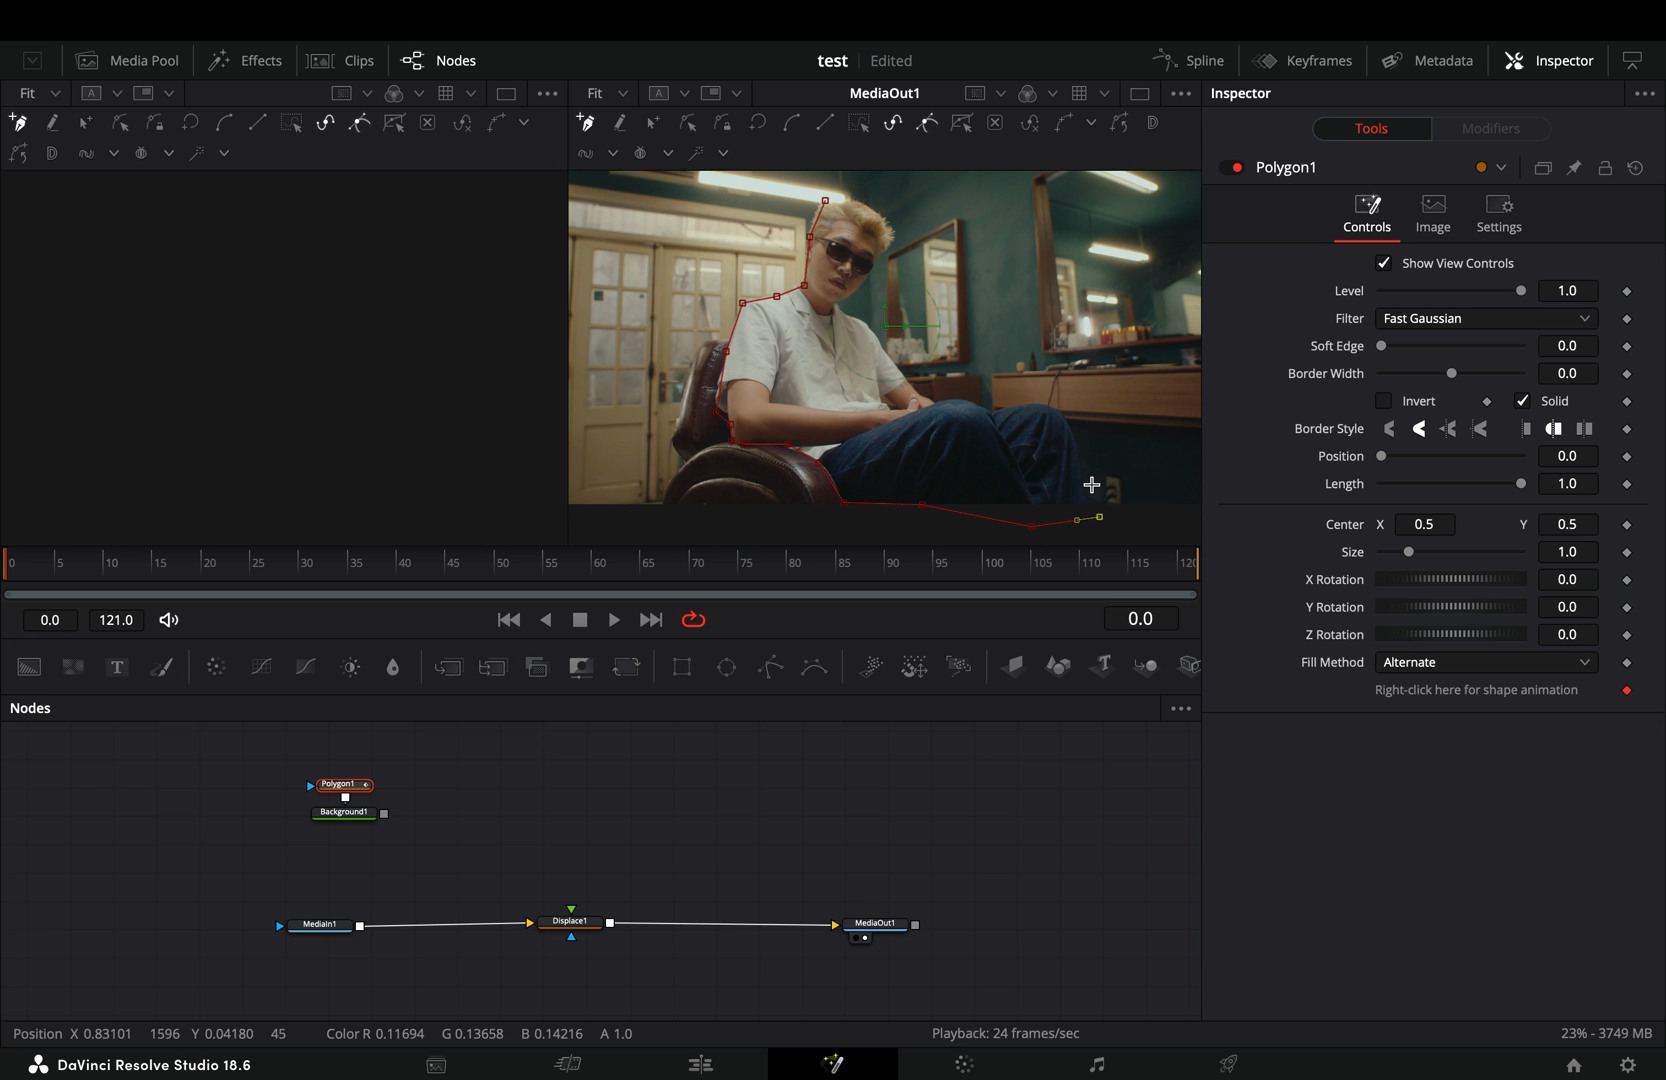 Media Pool Effects Clips Nodes test Edited Spline Keyframes Metadata Inspector
Fit A Fit A MediaOut1 Inspector
Tools Modifiers
Polygon1
Controls Image Settings
Show View Controls
Level 1.0
Filter Fast Gaussian
Soft Edge 0.0
Border Width 0.0
Invert Solid
Border Style
Position 0.0
Length 1.0
Center X 0.5 Y 0.5
Size 1.0
X Rotation 0.0
Y Rotation 0.0
Z Rotation 0.0
Fill Method Alternate
Right-click here for shape animation
0 5 10 15 20 25 30 35 40 45 50 55 60 65 70 75 80 85 90 95 100 105 110 115 120
0.0 121.0 0.0
T
Nodes
Polygon1
Background1
MediaIn1 Displace1 MediaOut1
Position X 0.83101 1596 Y 0.04180 45 Color R 0.11694 G 0.13658 B 0.14216 A 1.0 Playback: 24 frames/sec 23% - 3749 MB
DaVinci Resolve Studio 18.6